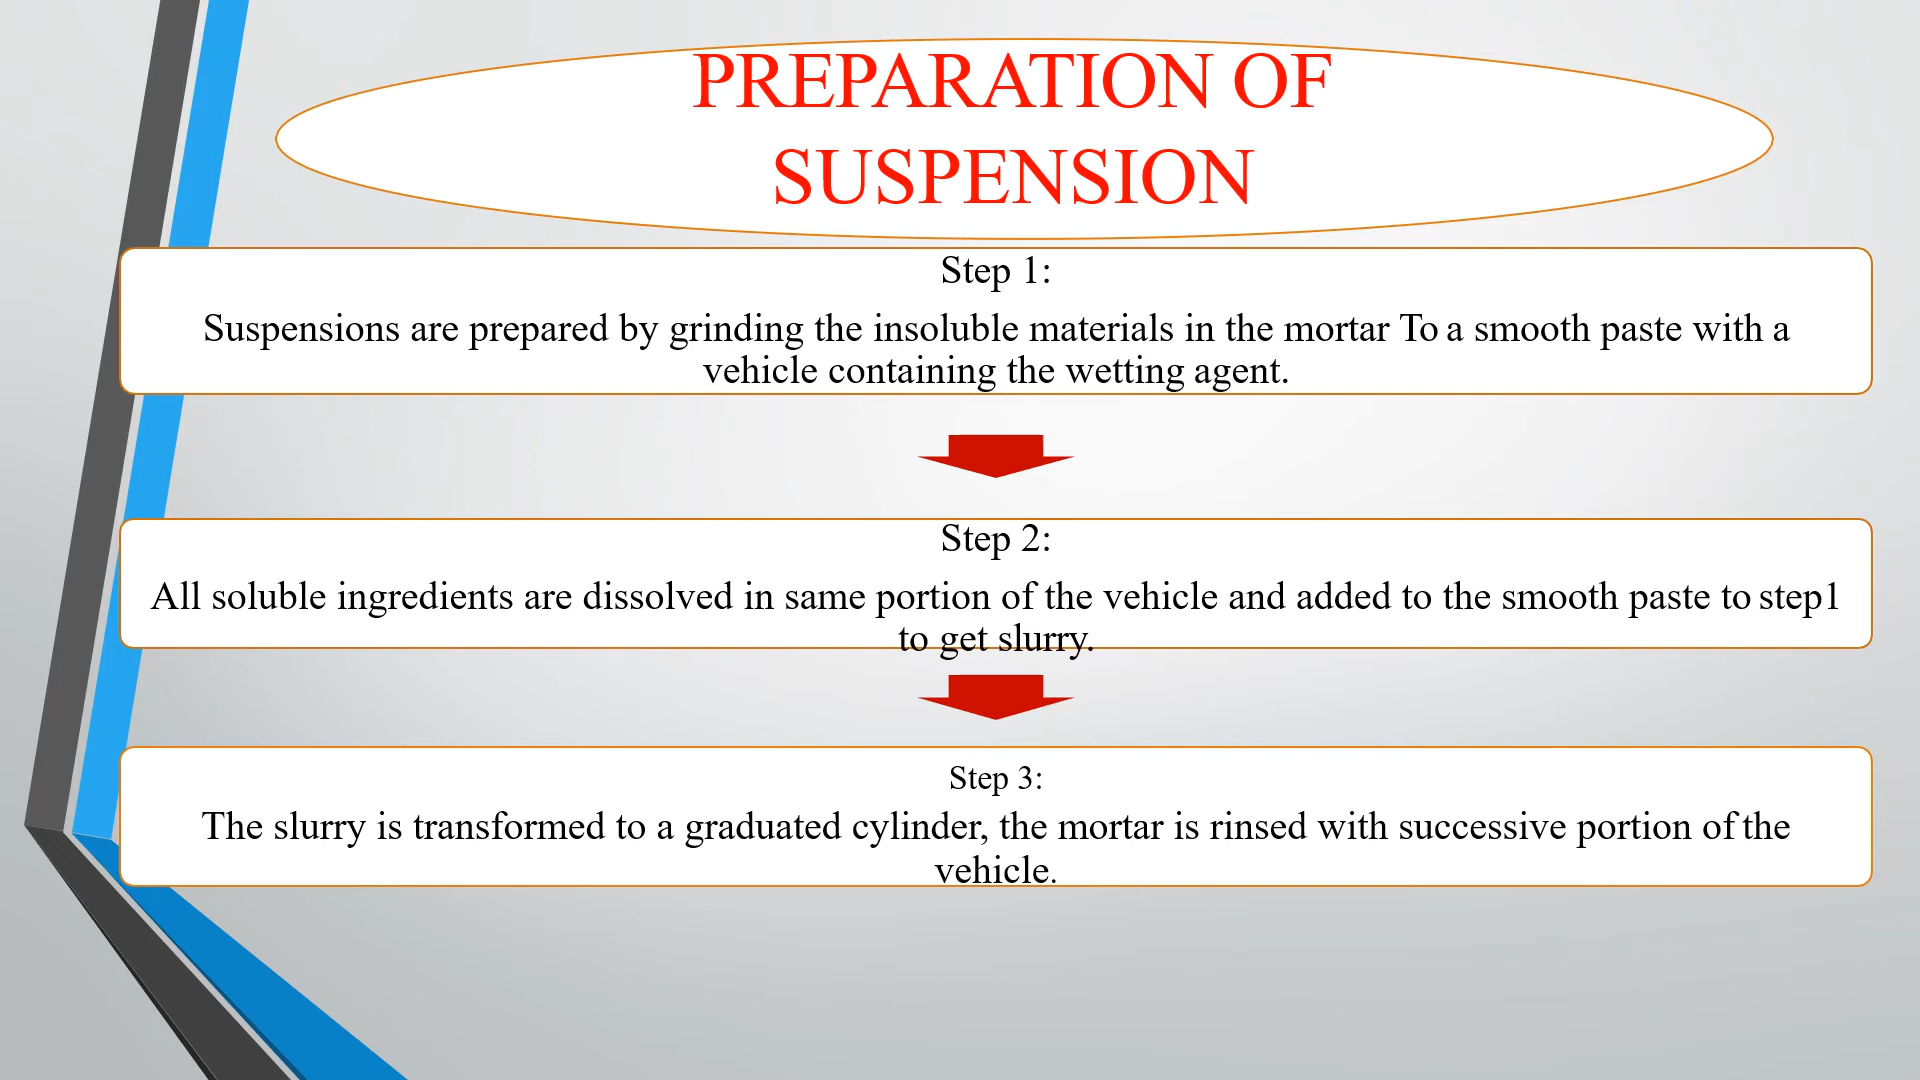 PREPARATION OF
SUSPENSION
Step 1:
Suspensions are prepared by grinding the insoluble materials in the mortar To a smooth paste with a
vehicle containing the wetting agent.
Step 2:
All soluble ingredients are dissolved in same portion of the vehicle and added to the smooth paste to step1
to get slurry.
Step 3:
The slurry is transformed to a graduated cylinder, the mortar is rinsed with successive portion of the
vehicle.